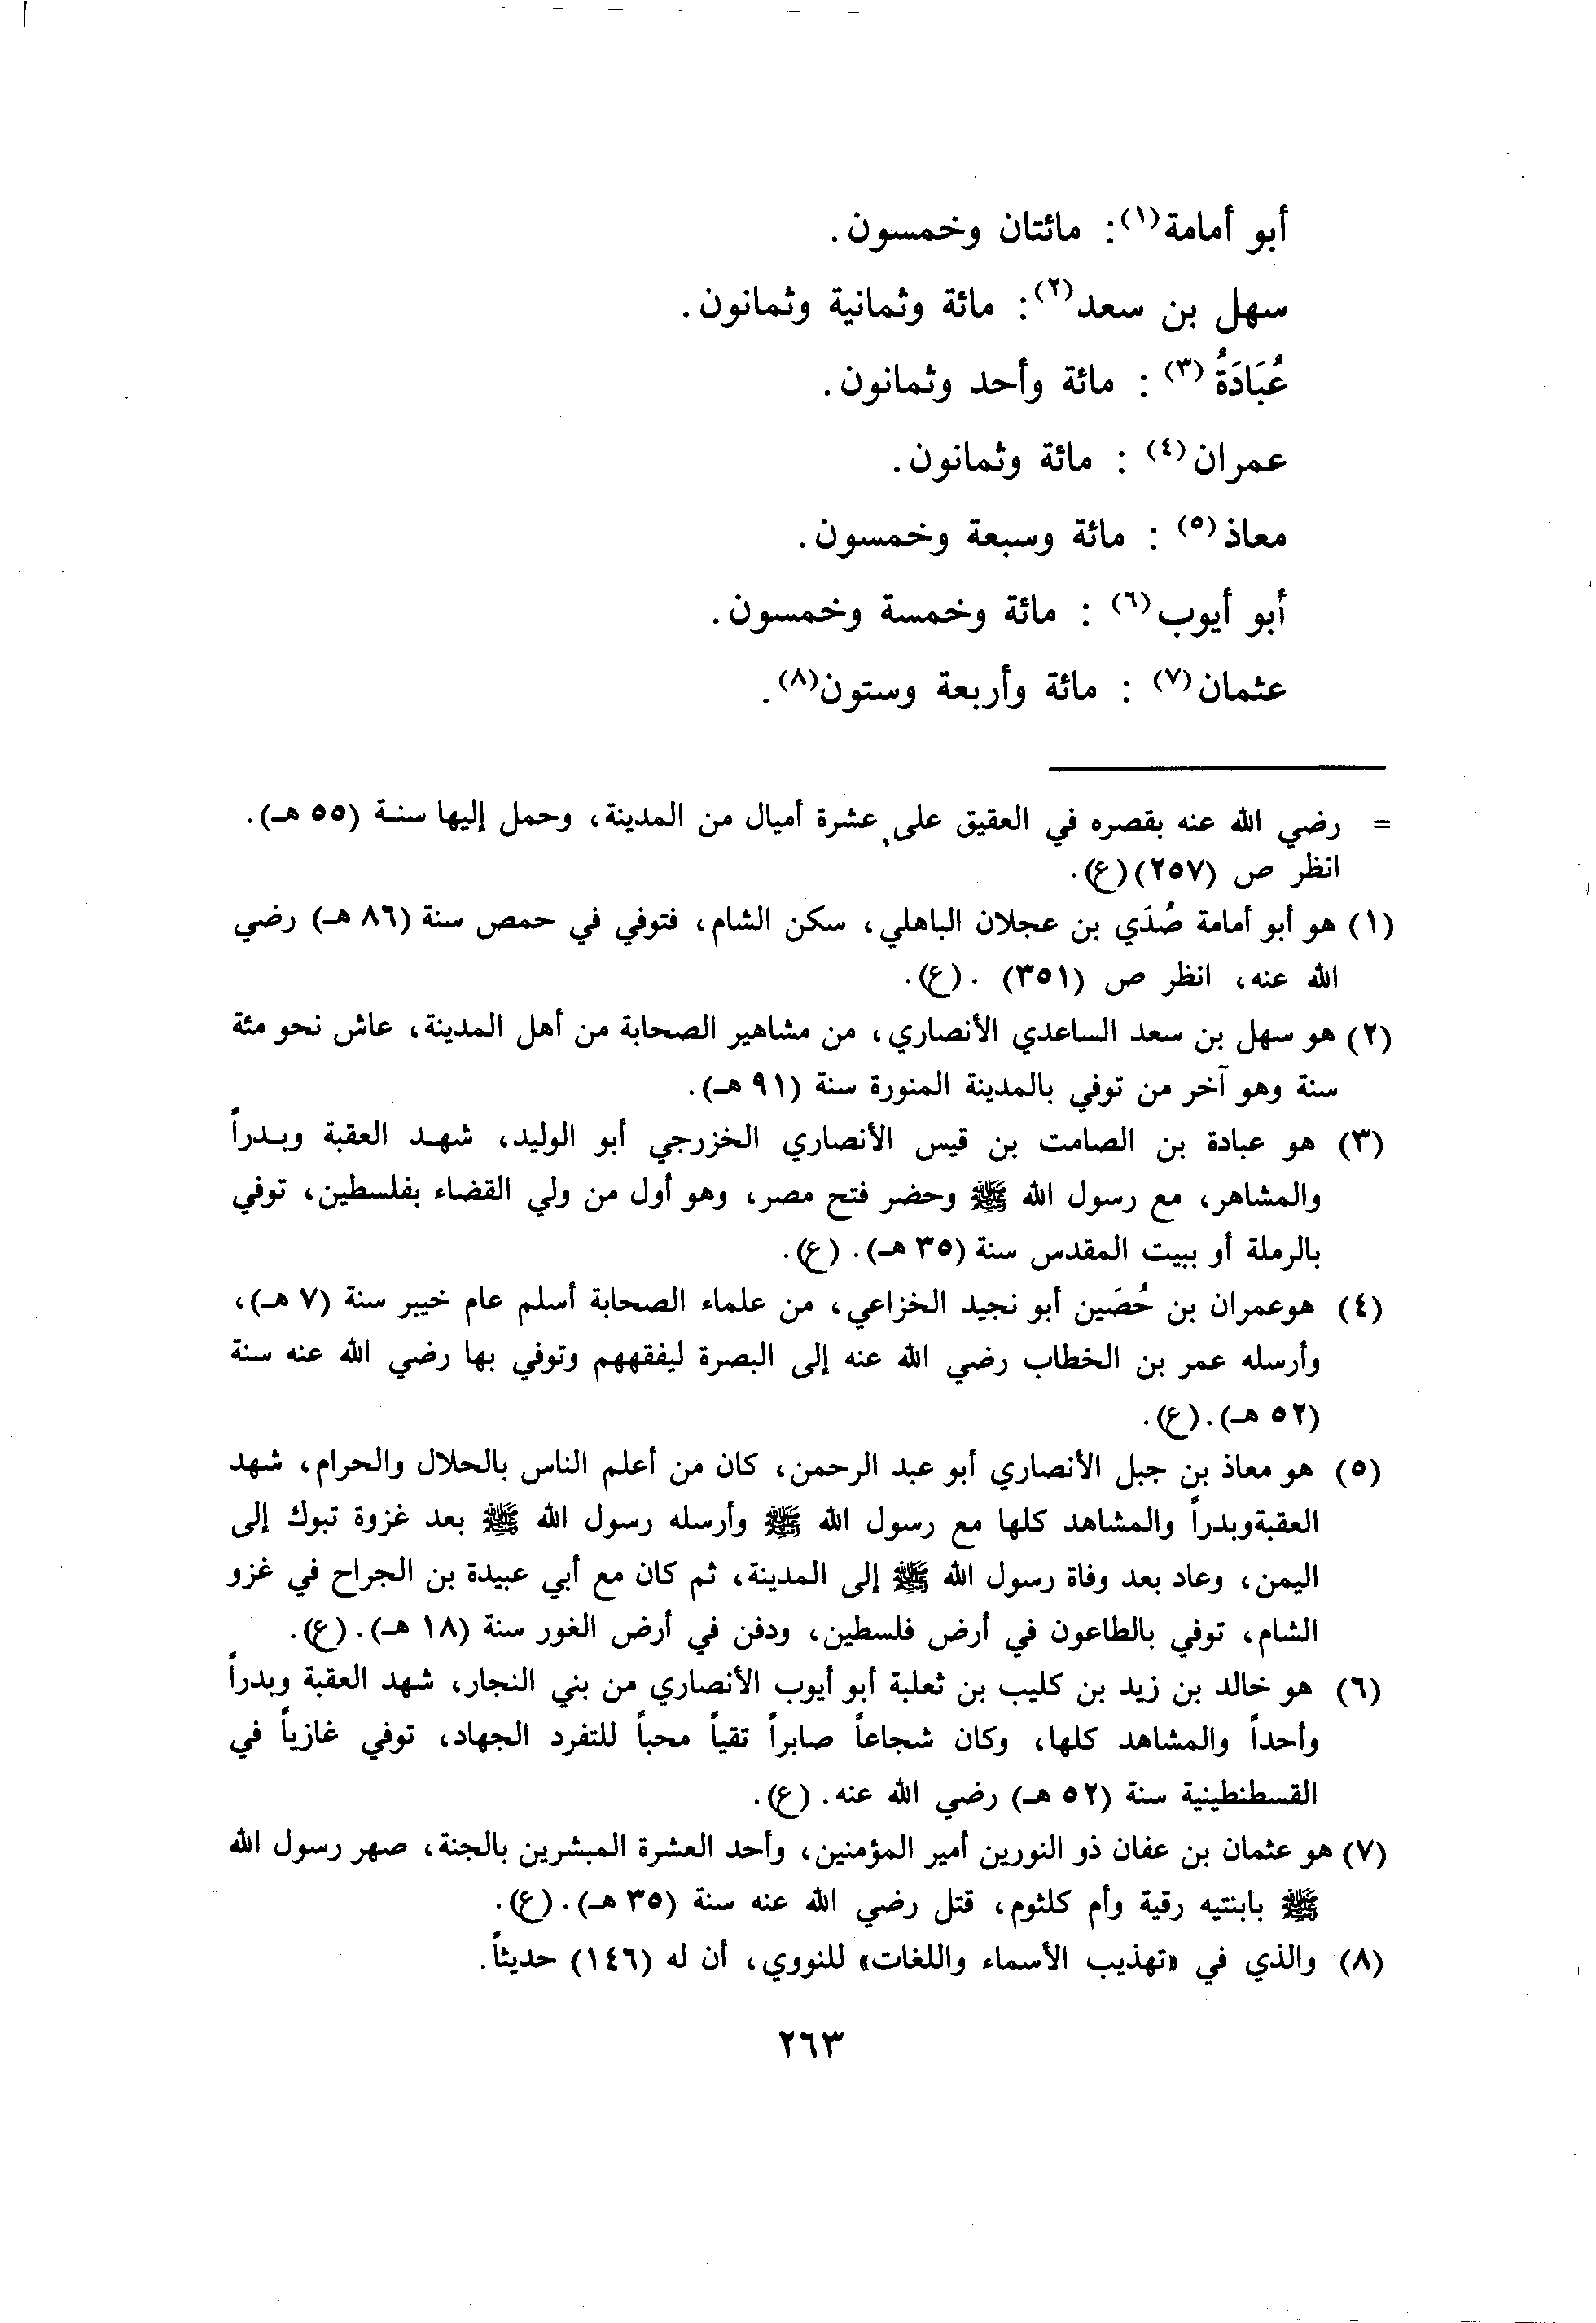 أبو أمامة(١): مائتان وخمسون.
سهل بن سعد(٢): مائة وثمانية وثمانون.
عُبَادَةُ (٣) : مائة وأحد وثمانون.
عمران(٤) : مائة وثمانون.
معاذ(٥) : مائة وسبعة وخمسون.
أبو أيوب(٦) : مائة وخمسة وخمسون.
عثمان(٧) : مائة وأربعة وستون(٨).
= رضي الله عنه بقصره في العقيق على عشرة أميال من المدينة، وحمل إليها سنة (٥٥ هـ).
انظر ص (٢٥٧)(ع).
(١) هو أبو أمامة صُدَي بن عجلان الباهلي، سكن الشام، فتوفي في حمص سنة (٨٦ هـ) رضي
الله عنه، انظر ص (٣٥١) . (ع).
(٢) هو سهل بن سعد الساعدي الأنصاري، من مشاهير الصحابة من أهل المدينة، عاش نحو مئة
سنة وهو آخر من توفي بالمدينة المنورة سنة (٩١ هـ).
(٣) هو عبادة بن الصامت بن قيس الأنصاري الخزرجي أبو الوليد، شهد العقبة وبدراً
والمشاهر، مع رسول الله ﷺ وحضر فتح مصر، وهو أول من ولي القضاء بفلسطين، توفي
بالرملة أو ببيت المقدس سنة (٣٥ هـ). (ع).
(٤) هوعمران بن حُصَين أبو نجيد الخزاعي، من علماء الصحابة أسلم عام خيبر سنة (٧ هـ)،
وأرسله عمر بن الخطاب رضي الله عنه إلى البصرة ليفقههم وتوفي بها رضي الله عنه سنة
(٥٢ هـ).(ع).
(٥) هو معاذ بن جبل الأنصاري أبو عبد الرحمن، كان من أعلم الناس بالحلال والحرام، شهد
العقبةوبدراً والمشاهد كلها مع رسول الله ﷺ وأرسله رسول الله ﷺ بعد غزوة تبوك إلى
اليمن، وعاد بعد وفاة رسول الله ﷺ إلى المدينة، ثم كان مع أبي عبيدة بن الجراح في غزو
الشام، توفي بالطاعون في أرض فلسطين، ودفن في أرض الغور سنة (١٨ هـ). (ع).
(٦) هو خالد بن زيد بن كليب بن ثعلبة أبو أيوب الأنصاري من بني النجار، شهد العقبة وبدراً
وأحداً والمشاهد كلها، وكان شجاعاً صابراً تقياً محباً للتفرد الجهاد، توفي غازياً في
القسطنطينية سنة (٥٢ هـ) رضي الله عنه. (ع).
(٧) هو عثمان بن عفان ذو النورين أمير المؤمنين، وأحد العشرة المبشرين بالجنة، صهر رسول الله
ﷺ بابنتيه رقية وأم كلثوم، قتل رضي الله عنه سنة (٣٥ هـ).(ع).
(٨) والذي في «تهذيب الأسماء واللغات» للنووي، أن له (١٤٦) حديثاً.
٢٦٣